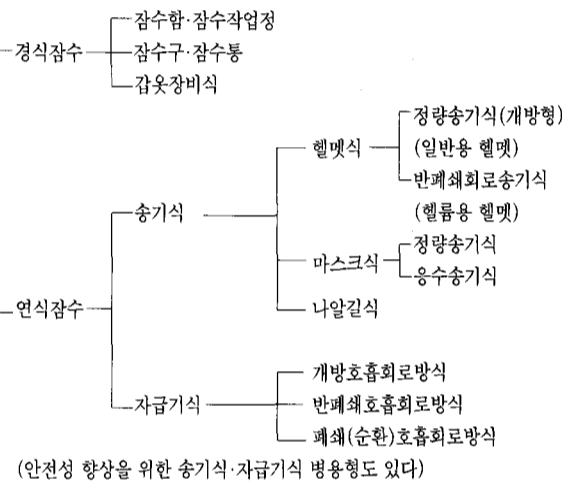 잠수함·잠수작업정
경식잠수
잠수구·잠수통
갑옷장비식
정량송기식(개방형)
헬멧식
(일반용 헬멧)
반폐쇄회로송기식
송기식
(헬륨용 헬멧)
정량송기식
마스크식
응수송기식
연식잠수
나알길식
개방호흡회로방식
자급기식
반폐쇄호흡회로방식
폐쇄(순환)호흡회로방식
(안전성 향상을 위한 송기식·자급기식 병용형도 있다)